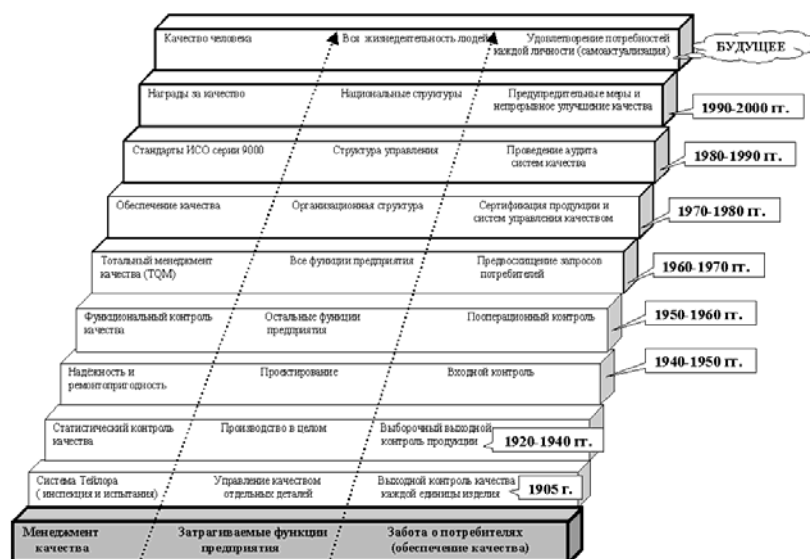 Качество человека Вся жизнедеятельность людей Удовлетворение потребностей
каждой личности (самоактуализация)
БУДУЩЕЕ
Награды за качество Национальные структуры Предупредительные меры и
непрерывное улучшение качества
1990-2000 гг.
Стандарты ИСО серии 9000 Структура управления Проведение аудита
систем качества
1980-1990 гг.
Обеспечение качества Организационная структура Сертификация продукции и
систем управления качеством
1970-1980 гг.
Тотальный менеджмент Все функции предприятия Предвосхищение запросов
качества (TQM) потребителей
1960-1970 гг.
Функциональный контроль Остальные функции Пооперационный контроль
качества предприятия
1950-1960 гг.
Надёжность и Проектирование Входной контроль
ремонтопригодность
1940-1950 гг.
Статистический контроль Производство в целом Выборочный выходной
качества контроль продукции
1920-1940 гг.
Система Тейлора Управление качеством Выходной контроль качества
( инспекция и испытания) отдельных деталей каждой единицы изделия
1905 г.
Менеджмент Затрагиваемые функции Забота о потребителях
качества предприятия (обеспечение качества)